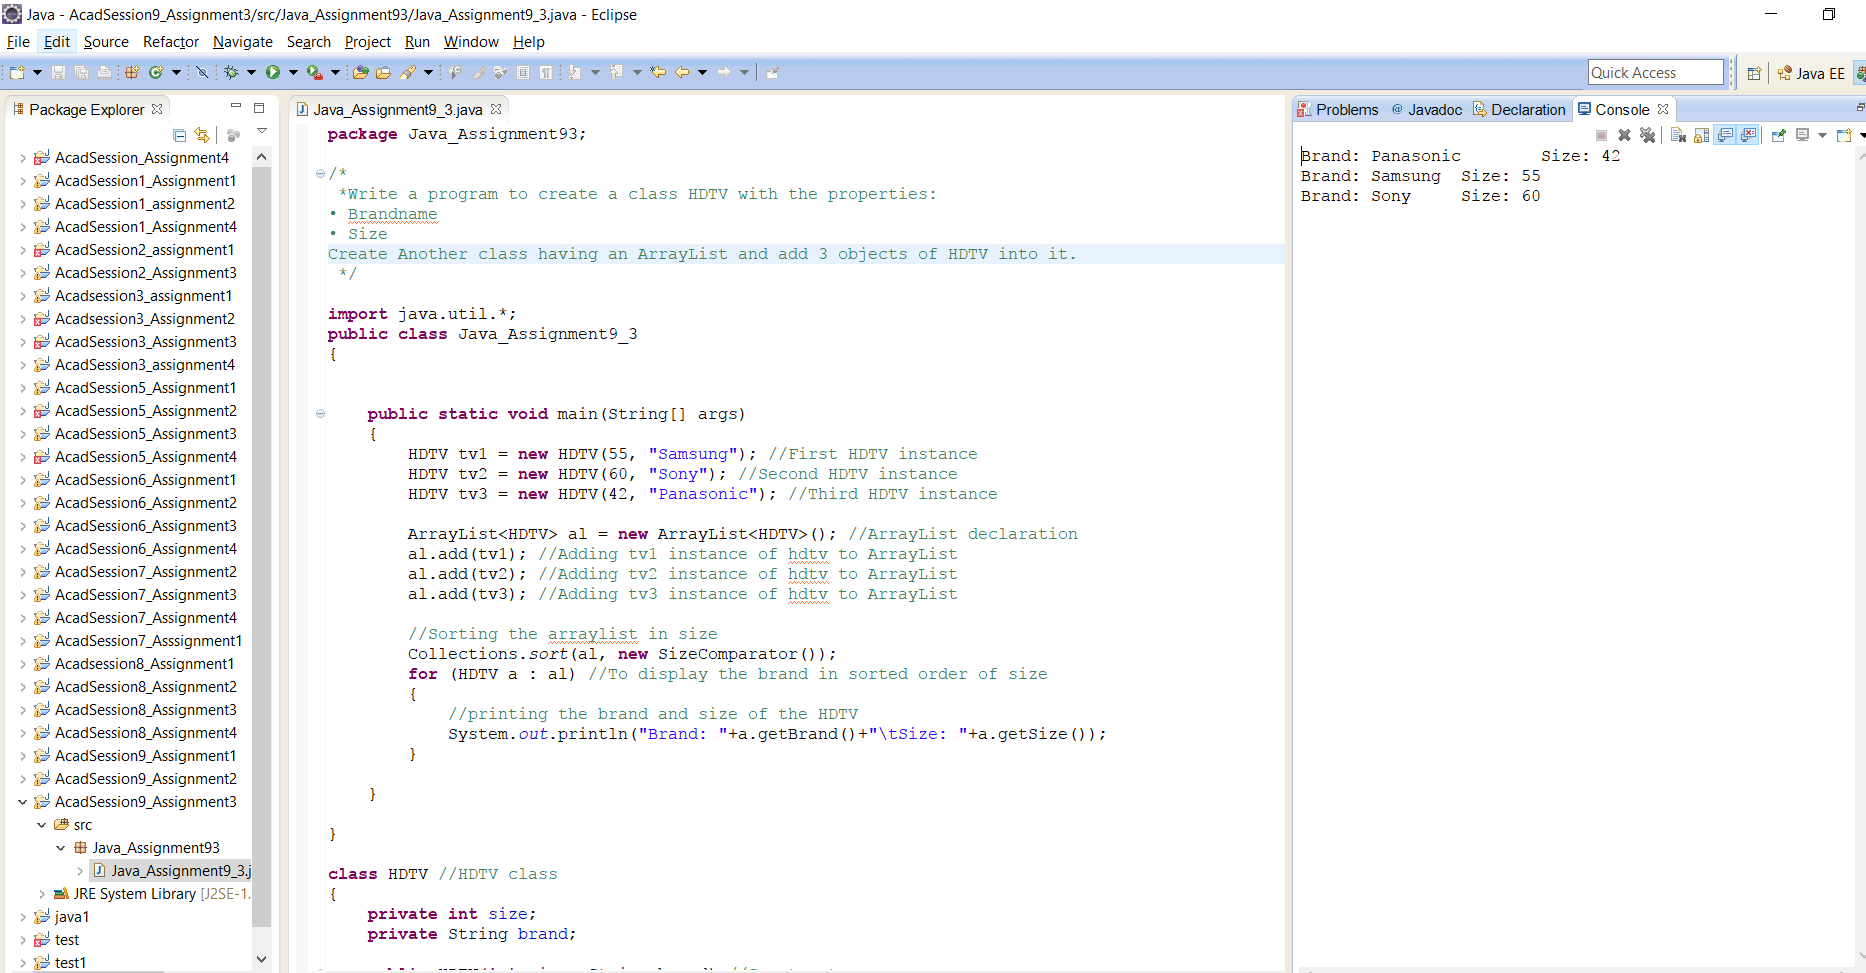 Java - AcadSession9_Assignment3/src/Java_Assignment93/Java_Assignment9_3.java - Eclipse
File Edit Source Refactor Navigate Search Project Run Window Help
Quick Access
Java EE
Package Explorer
AcadSession_Assignment4
AcadSession1_Assignment1
AcadSession1_assignment2
AcadSession1_Assignment4
AcadSession2_assignment1
AcadSession2_Assignment3
Acadsession3_assignment1
Acadsession3_Assignment2
AcadSession3_Assignment3
AcadSession3_assignment4
AcadSession5_Assignment1
AcadSession5_Assignment2
AcadSession5_Assignment3
AcadSession5_Assignment4
AcadSession6_Assignment1
AcadSession6_Assignment2
AcadSession6_Assignment3
AcadSession6_Assignment4
AcadSession7_Assignment2
AcadSession7_Assignment3
AcadSession7_Assignment4
AcadSession7_Asssignment1
Acadsession8_Assignment1
AcadSession8_Assignment2
AcadSession8_Assignment3
AcadSession8_Assignment4
AcadSession9_Assignment1
AcadSession9_Assignment2
AcadSession9_Assignment3
src
Java_Assignment93
Java_Assignment9_3.j
JRE System Library [J2SE-1.
java1
test
test1
Java_Assignment9_3.java
package Java_Assignment93;
/*
*Write a program to create a class HDTV with the properties:
• Brandname
• Size
Create Another class having an ArrayList and add 3 objects of HDTV into it.
*/
import java.util.*;
public class Java_Assignment9_3
{
public static void main(String[] args)
{
HDTV tv1 = new HDTV(55, "Samsung"); //First HDTV instance
HDTV tv2 = new HDTV(60, "Sony"); //Second HDTV instance
HDTV tv3 = new HDTV(42, "Panasonic"); //Third HDTV instance
ArrayList<HDTV> al = new ArrayList<HDTV>(); //ArrayList declaration
al.add(tv1); //Adding tv1 instance of hdtv to ArrayList
al.add(tv2); //Adding tv2 instance of hdtv to ArrayList
al.add(tv3); //Adding tv3 instance of hdtv to ArrayList
//Sorting the arraylist in size
Collections.sort(al, new SizeComparator());
for (HDTV a : al) //To display the brand in sorted order of size
{
//printing the brand and size of the HDTV
System.out.println("Brand: "+a.getBrand()+"\tSize: "+a.getSize());
}
}
}
class HDTV //HDTV class
{
private int size;
private String brand;
Problems @ Javadoc Declaration Console
Brand: Panasonic Size: 42
Brand: Samsung Size: 55
Brand: Sony Size: 60